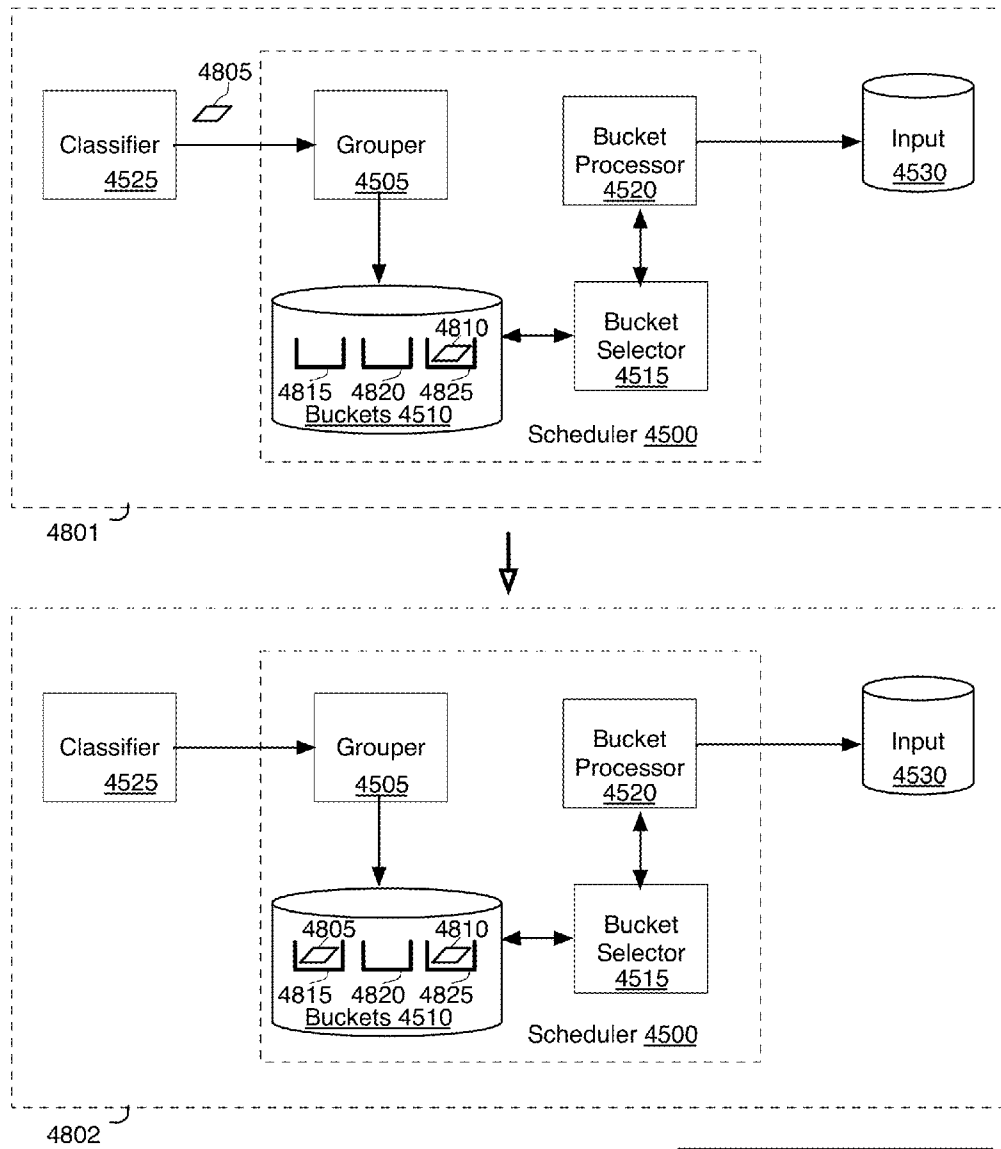 4805
Classifier
4525
Grouper
4505
Bucket
Processor
4520
Input
4530
4810
4815 4820 4825
Buckets 4510
Bucket
Selector
4515
Scheduler 4500
4801
Classifier
4525
Grouper
4505
Bucket
Processor
4520
Input
4530
4805 4810
4815 4820 4825
Buckets 4510
Bucket
Selector
4515
Scheduler 4500
4802